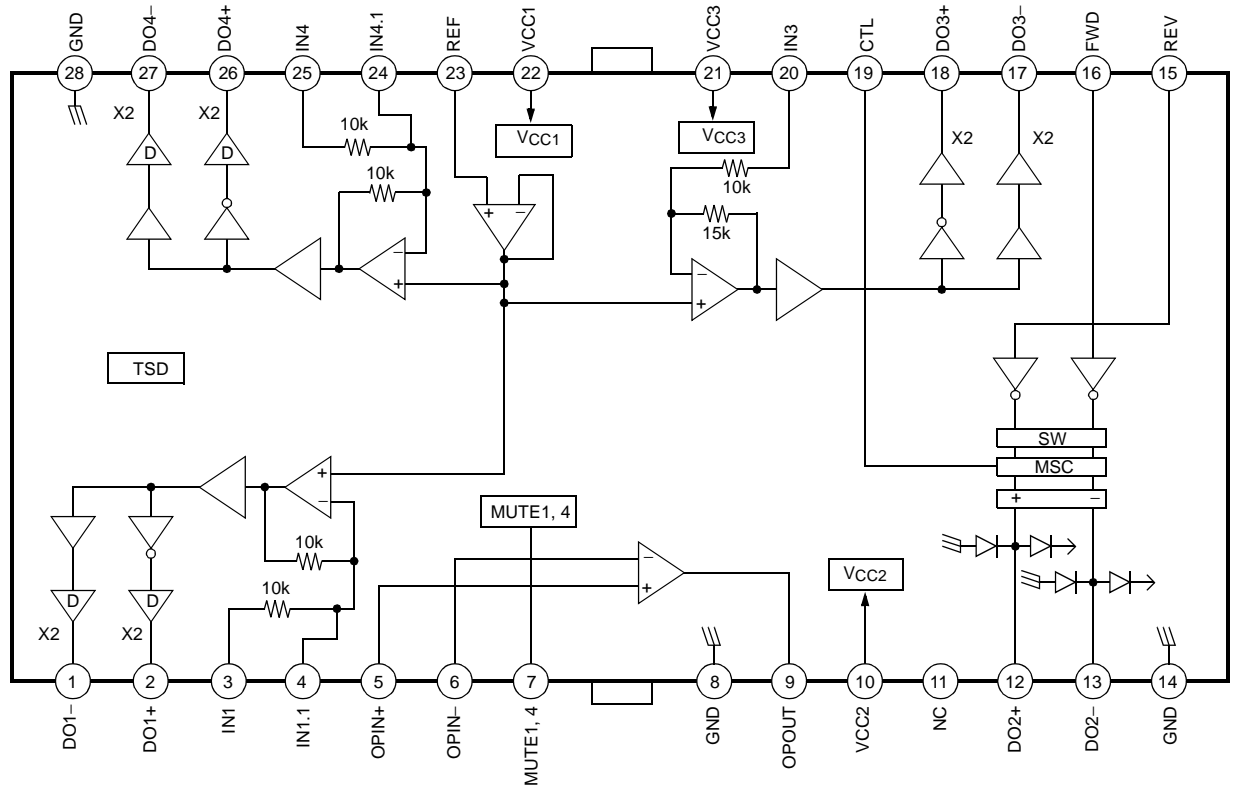 GND
DO4−
DO4+
IN4
IN4.1
REF
VCC1
VCC3
IN3
CTL
DO3+
DO3−
FWD
REV
28
27
26
25
24
23
22
21
20
19
18
17
16
15
X2
X2
10k
VCC1
VCC3
X2
X2
D
D
10k
10k
+
−
15k
−
+
−
+
TSD
SW
MSC
+
−
+
−
MUTE1, 4
10k
−
+
VCC2
10k
D
D
X2
X2
1
2
3
4
5
6
7
8
9
10
11
12
13
14
DO1−
DO1+
IN1
IN1.1
OPIN+
OPIN−
MUTE1, 4
GND
OPOUT
VCC2
NC
DO2+
DO2−
GND